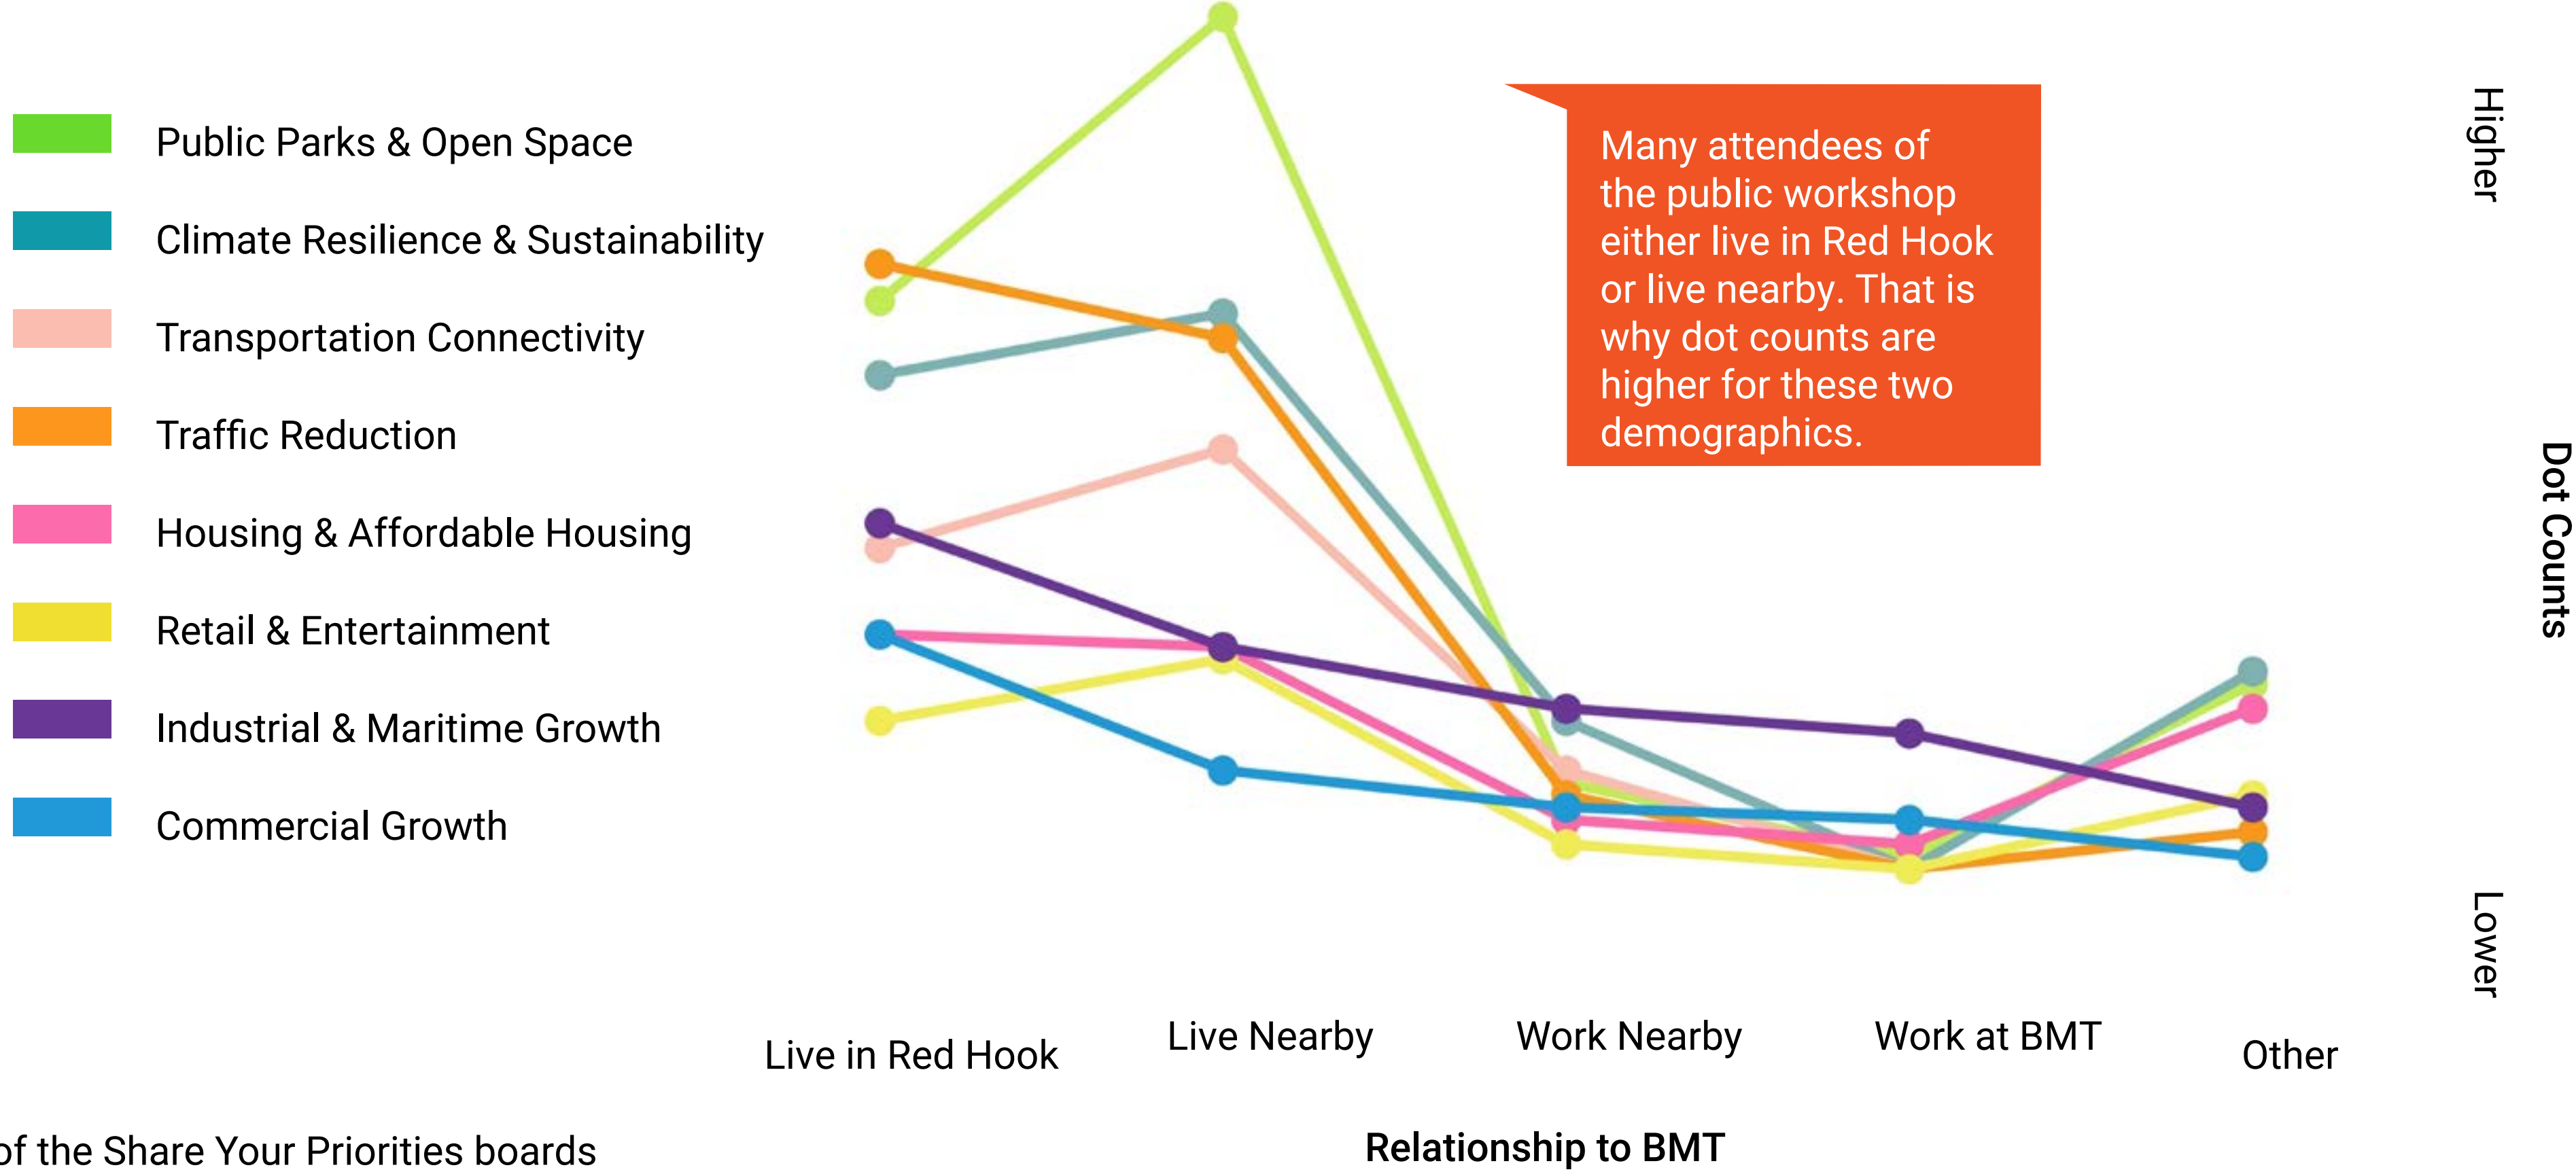 Public Parks & Open Space
Climate Resilience & Sustainability
Transportation Connectivity
Traffic Reduction
Housing & Affordable Housing
Retail & Entertainment
Industrial & Maritime Growth
Commercial Growth
Many attendees of
the public workshop
either live in Red Hook
or live nearby. That is
why dot counts are
higher for these two
demographics.
Higher
Dot Counts
Lower
Live in Red Hook
Live Nearby
Work Nearby
Work at BMT
Other
Relationship to BMT
of the Share Your Priorities boards